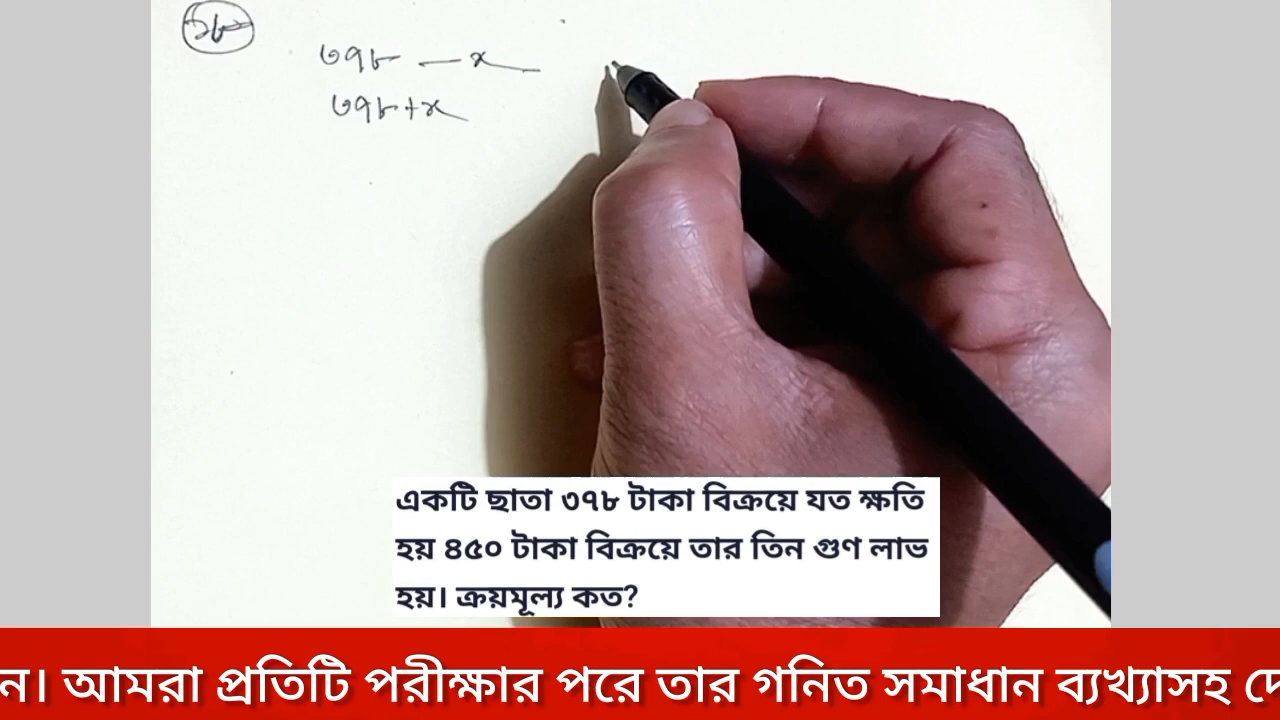 ১৮
৩৭৮ — x
৩৭৮+x
একটি ছাতা ৩৭৮ টাকা বিক্রয়ে যত ক্ষতি
হয় ৪৫০ টাকা বিক্রয়ে তার তিন গুণ লাভ
হয়। ক্রয়মূল্য কত?
ন। আমরা প্রতিটি পরীক্ষার পরে তার গনিত সমাধান ব্যখ্যাসহ দে